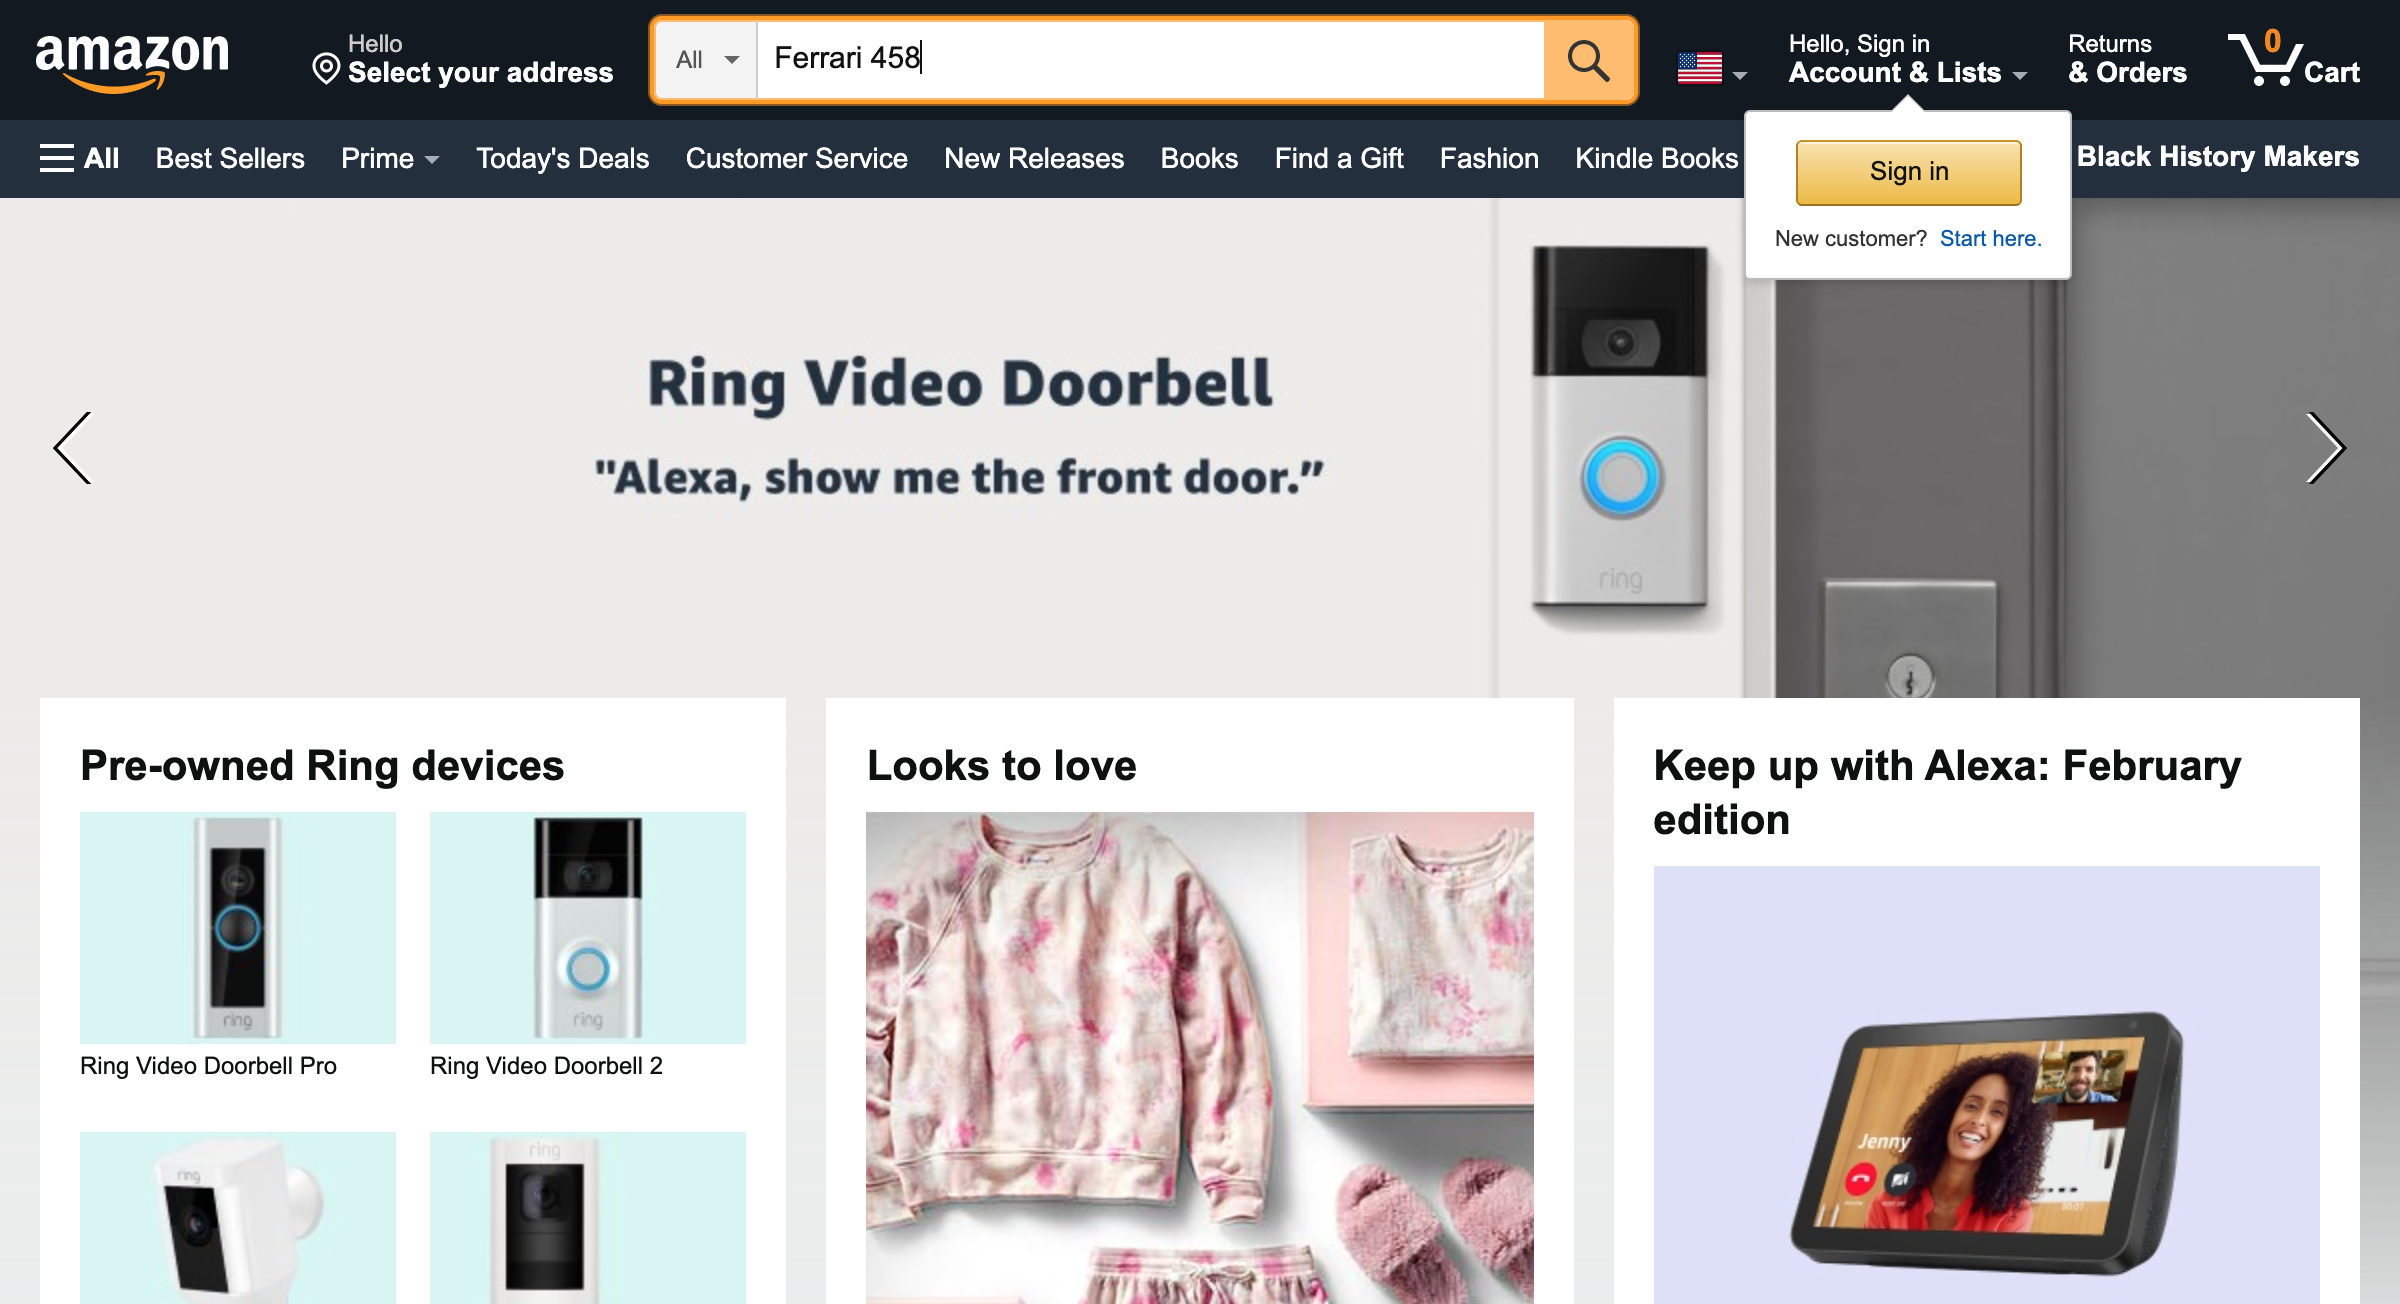 amazon
Hello
Select your address
All
Ferrari 458
Hello, Sign in
Account & Lists
Returns
& Orders
0
Cart
All
Best Sellers
Prime
Today's Deals
Customer Service
New Releases
Books
Find a Gift
Fashion
Kindle Books
Black History Makers
Sign in
New customer? Start here.
Ring Video Doorbell
"Alexa, show me the front door.”
ring
Pre-owned Ring devices
ring
ring
Ring Video Doorbell Pro
Ring Video Doorbell 2
ring
ring
Looks to love
Keep up with Alexa: February
edition
Jenny